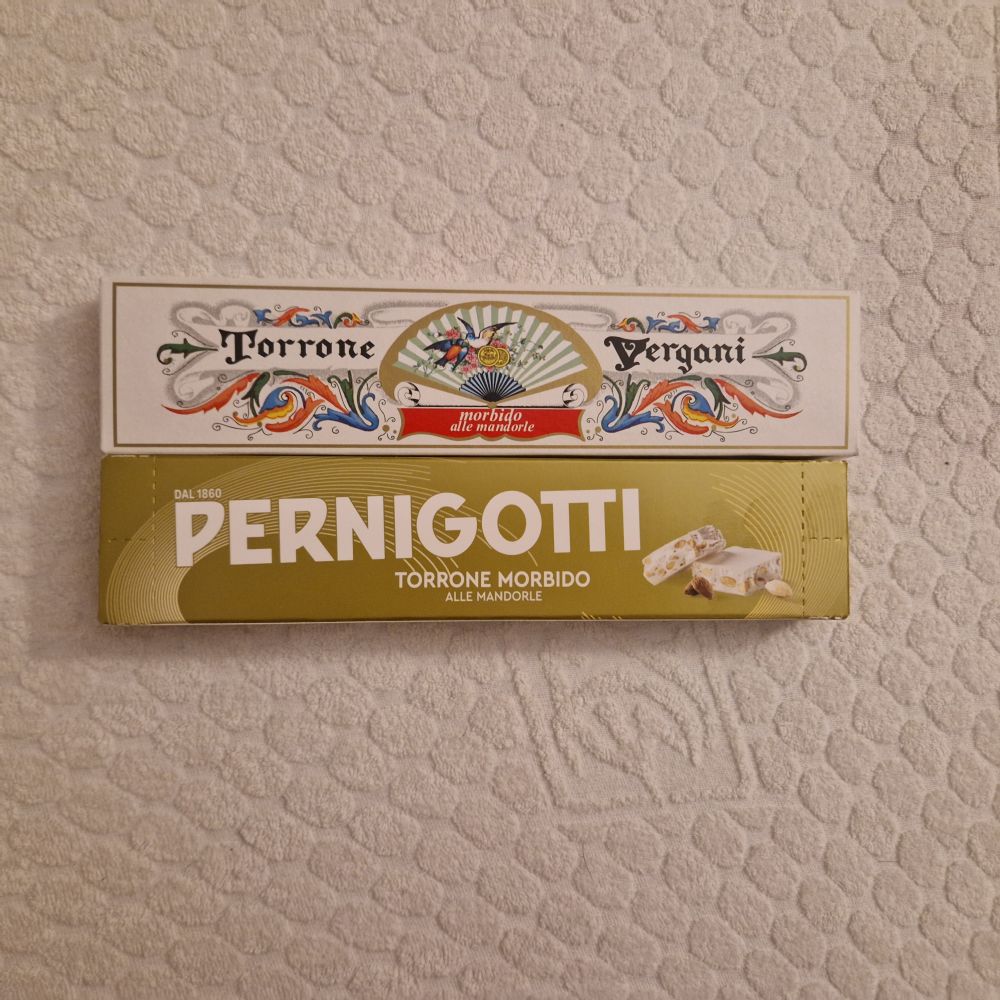 Torrone Vergani
morbido
alle mandorle
DAL 1860
PERNIGOTTI
TORRONE MORBIDO
ALLE MANDORLE